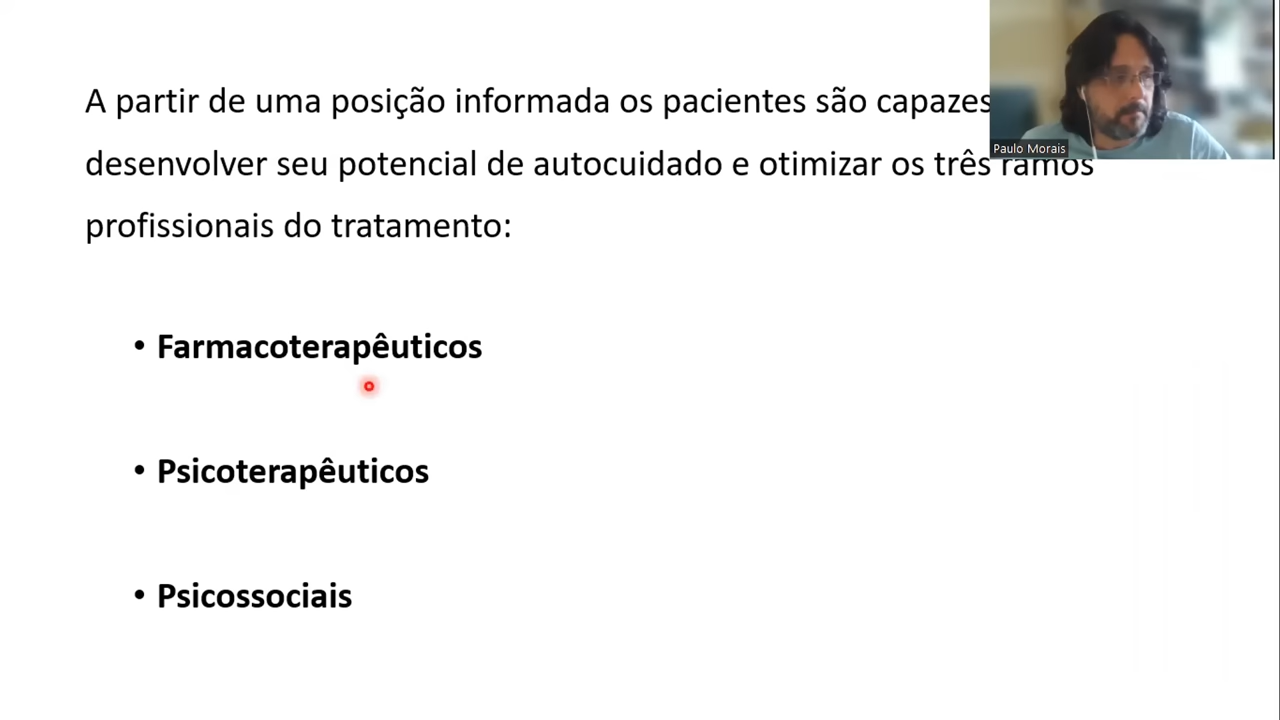 A partir de uma posição informada os pacientes são capazes
desenvolver seu potencial de autocuidado e otimizar os três ramos
profissionais do tratamento:
• Farmacoterapêuticos
• Psicoterapêuticos
• Psicossociais
Paulo Morais